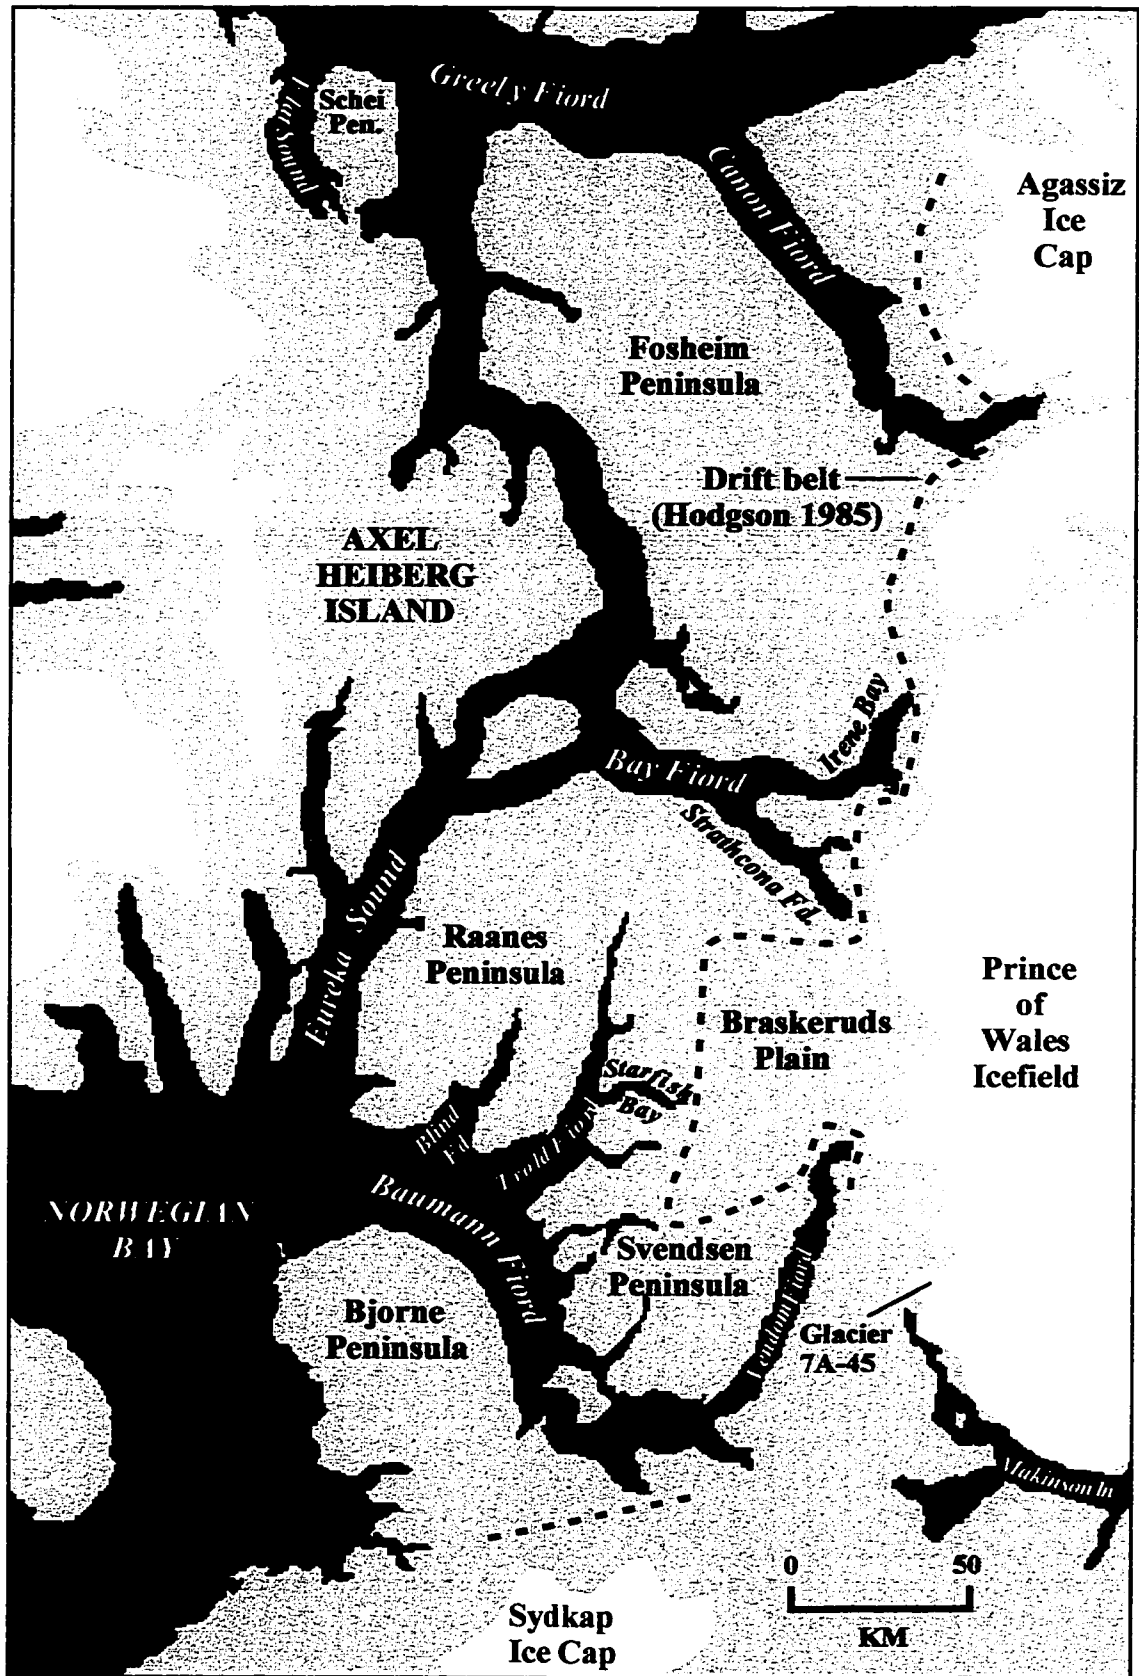 Greely Fiord
Schei
Pen.
Flat Sound
Canon Fiord
Agassiz
Ice
Cap
Fosheim
Peninsula
Drift belt
(Hodgson 1985)
AXEL
HEIBERG
ISLAND
Irene Bay
Bay Fiord
Strathcona Fd.
Eureka Sound
Raanes
Peninsula
Prince
of
Wales
Icefield
Braskeruds
Plain
Starfish
Bay
Blind
Fd.
Trold Fiord
Baumann Fiord
NORWEGIAN
BAY
Svendsen
Peninsula
Bjorne
Peninsula
Vendom Fiord
Glacier
7A-45
Makinson In.
0 50
KM
Sydkap
Ice Cap